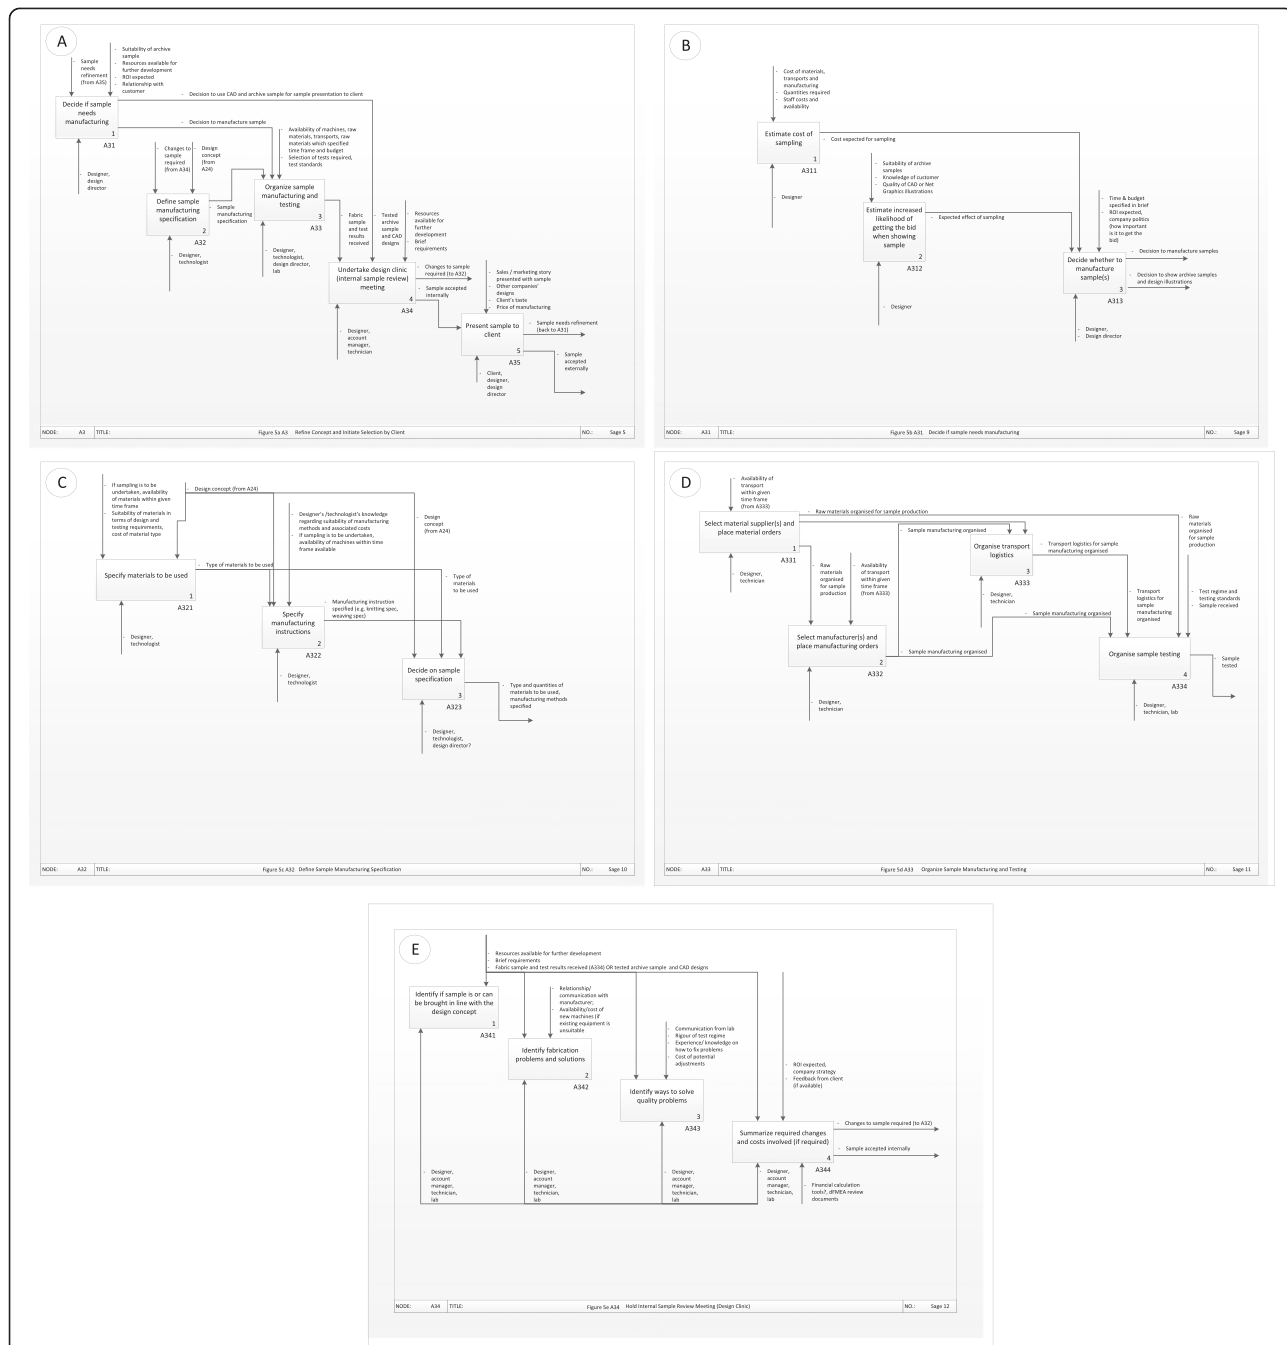 A
- Sample
needs
refinement
(from A35)
- Suitability of archive
sample
- Resources available for
further development
- ROI expected
- Relationship with
customer
Decide if sample
needs
manufacturing
1
A31
- Designer,
design
director
- Decision to use CAD and archive sample for sample presentation to client
- Decision to manufacture sample
- Changes to
sample
required
(from A34)
- Design
concept
(from
A24)
Define sample
manufacturing
specification
2
A32
- Designer,
technologist
- Sample
manufacturing
specification
- Availability of machines, raw
materials, transports, raw
materials which specified
time frame and budget
- Selection of tests required,
test standards
Organize sample
manufacturing and
testing
3
A33
- Designer,
technologist,
design director,
lab
- Fabric
sample
and test
results
received
- Tested
archive
sample
and CAD
designs
- Resources
available for
further
development
- Brief
requirements
Undertake design clinic
(internal sample review)
meeting
4
A34
- Designer,
account
manager,
technician
- Changes to sample
required (to A32)
- Sample accepted
internally
- Sales / marketing story
presented with sample
- Other companies'
designs
- Client's taste
- Price of manufacturing
Present sample to
client
5
A35
- Client,
designer,
design
director
- Sample needs refinement
(back to A31)
- Sample
accepted
externally
NODE: A3 TITLE: Figure 5a A3 Refine Concept and Initiate Selection by Client NO.: Sage 5
B
- Cost of materials,
transports and
manufacturing
- Quantities required
- Staff costs and
availability
Estimate cost of
sampling
1
A311
- Designer
- Cost expected for sampling
- Suitability of archive
samples
- Knowledge of customer
- Quality of CAD or Net
Graphics illustrations
Estimate increased
likelihood of
getting the bid
when showing
sample
2
A312
- Designer
- Expected effect of sampling
- Time & budget
specified in brief
- ROI expected,
company politics
(how important
is it to get the
bid)
Decide whether to
manufacture
sample(s)
3
A313
- Designer,
- Design director
- Decision to manufacture samples
- Decision to show archive samples
and design illustrations
NODE: A31 TITLE: Figure 5b A31 Decide if sample needs manufacturing NO.: Sage 9
C
- If sampling is to be
undertaken, availability
of materials within given
time frame
- Suitability of materials in
terms of design and
testing requirements,
cost of material type
- Design concept (from A24)
Specify materials to be used
1
A321
- Designer,
technologist
- Type of materials to be used
- Designer's /technologist's knowledge
regarding suitability of manufacturing
methods and associated costs
- If sampling is to be undertaken,
availability of machines within time
frame available
Specify
manufacturing
instructions
2
A322
- Designer,
technologist
- Manufacturing instruction
specified (e.g. knitting spec,
weaving spec)
- Design
concept
(from A24)
- Type of
materials
to be used
Decide on sample
specification
3
A323
- Designer,
technologist,
design director?
- Type and quantities of
materials to be used,
manufacturing methods
specified
NODE: A32 TITLE: Figure 5c A32 Define Sample Manufacturing Specification NO.: Sage 10
D
- Availability of
transport
within given
time frame
(from A333)
Select material supplier(s) and
place material orders
1
A331
- Designer,
technician
- Raw materials organised for sample production
- Raw
materials
organised
for sample
production
- Availability
of transport
within given
time frame
(from A333)
Select manufacturer(s) and
place manufacturing orders
2
A332
- Designer,
technician
- Sample manufacturing organised
- Sample manufacturing organised
- Sample manufacturing organised
Organise transport
logistics
3
A333
- Designer,
technician
- Transport logistics for sample
manufacturing organised
- Transport
logistics for
sample
manufacturing
organised
- Raw
materials
organised
for sample
production
- Test regime and
testing standards
- Sample received
Organise sample testing
4
A334
- Designer,
technician, lab
- Sample
tested
NODE: A33 TITLE: Figure 5d A33 Organize Sample Manufacturing and Testing NO.: Sage 11
E
- Resources available for further development
- Brief requirements
- Fabric sample and test results received (A334) OR tested archive sample and CAD designs
Identify if sample is or can
be brought in line with the
design concept
1
A341
- Relationship/
communication with
manufacturer;
- Availability/cost of
new machines (if
existing equipment is
unsuitable
Identify fabrication
problems and solutions
2
A342
- Communication from lab
- Rigour of test regime
- Experience/ knowledge on
how to fix problems
- Cost of potential
adjustments
Identify ways to solve
quality problems
3
A343
- ROI expected,
company strategy
- Feedback from client
(if available)
Summarize required changes
and costs involved (if required)
4
A344
- Changes to sample required (to A32)
- Sample accepted internally
- Designer,
account
manager,
technician,
lab
- Designer,
account
manager,
technician,
lab
- Designer,
account
manager,
technician,
lab
- Designer,
account
manager,
technician,
lab
- Financial calculation
tools?, dFMEA review
documents
NODE: A34 TITLE: Figure 5e A34 Hold Internal Sample Review Meeting (Design Clinic) NO.: Sage 12